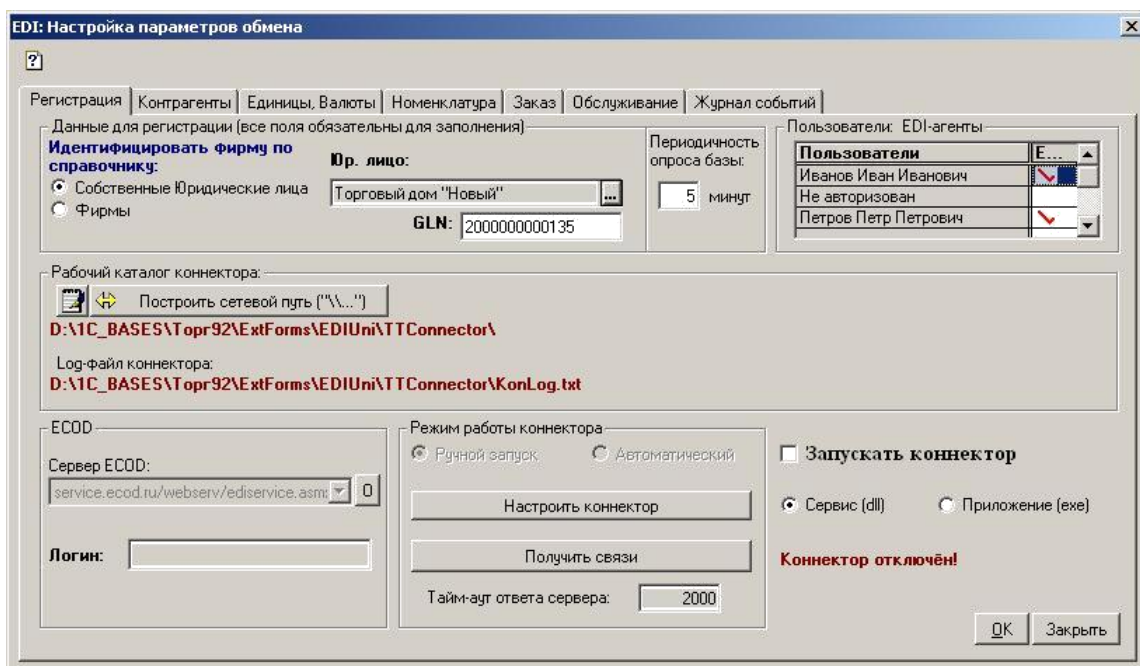 EDI: Настройка параметров обмена
Регистрация Контрагенты Единицы, Валюты Номенклатура Заказ Обслуживание Журнал событий
Данные для регистрации (все поля обязательны для заполнения)
Идентифицировать фирму по
справочнику:
Собственные Юридические лица
Фирмы
Юр. лицо:
Торговый дом "Новый" ...
GLN: 2000000000135
Периодичность
опроса базы:
5 минут
Пользователи: EDI-агенты
Пользователи E...
Иванов Иван Иванович
Не авторизован
Петров Петр Петрович
Рабочий каталог коннектора:
Построить сетевой путь ("\\...")
D:\1C_BASES\Торг92\ExtForms\EDIUni\TTConnector\
Log-файл коннектора:
D:\1C_BASES\Торг92\ExtForms\EDIUni\TTConnector\KonLog.txt
ECOD
Сервер ECOD:
service.ecod.ru/webserv/ediservice.asm: О
Логин:
Режим работы коннектора
Ручной запуск Автоматический
Настроить коннектор
Получить связи
Тайм-аут ответа сервера: 2000
Запускать коннектор
Сервис (dll) Приложение (exe)
Коннектор отключён!
OK Закрыть